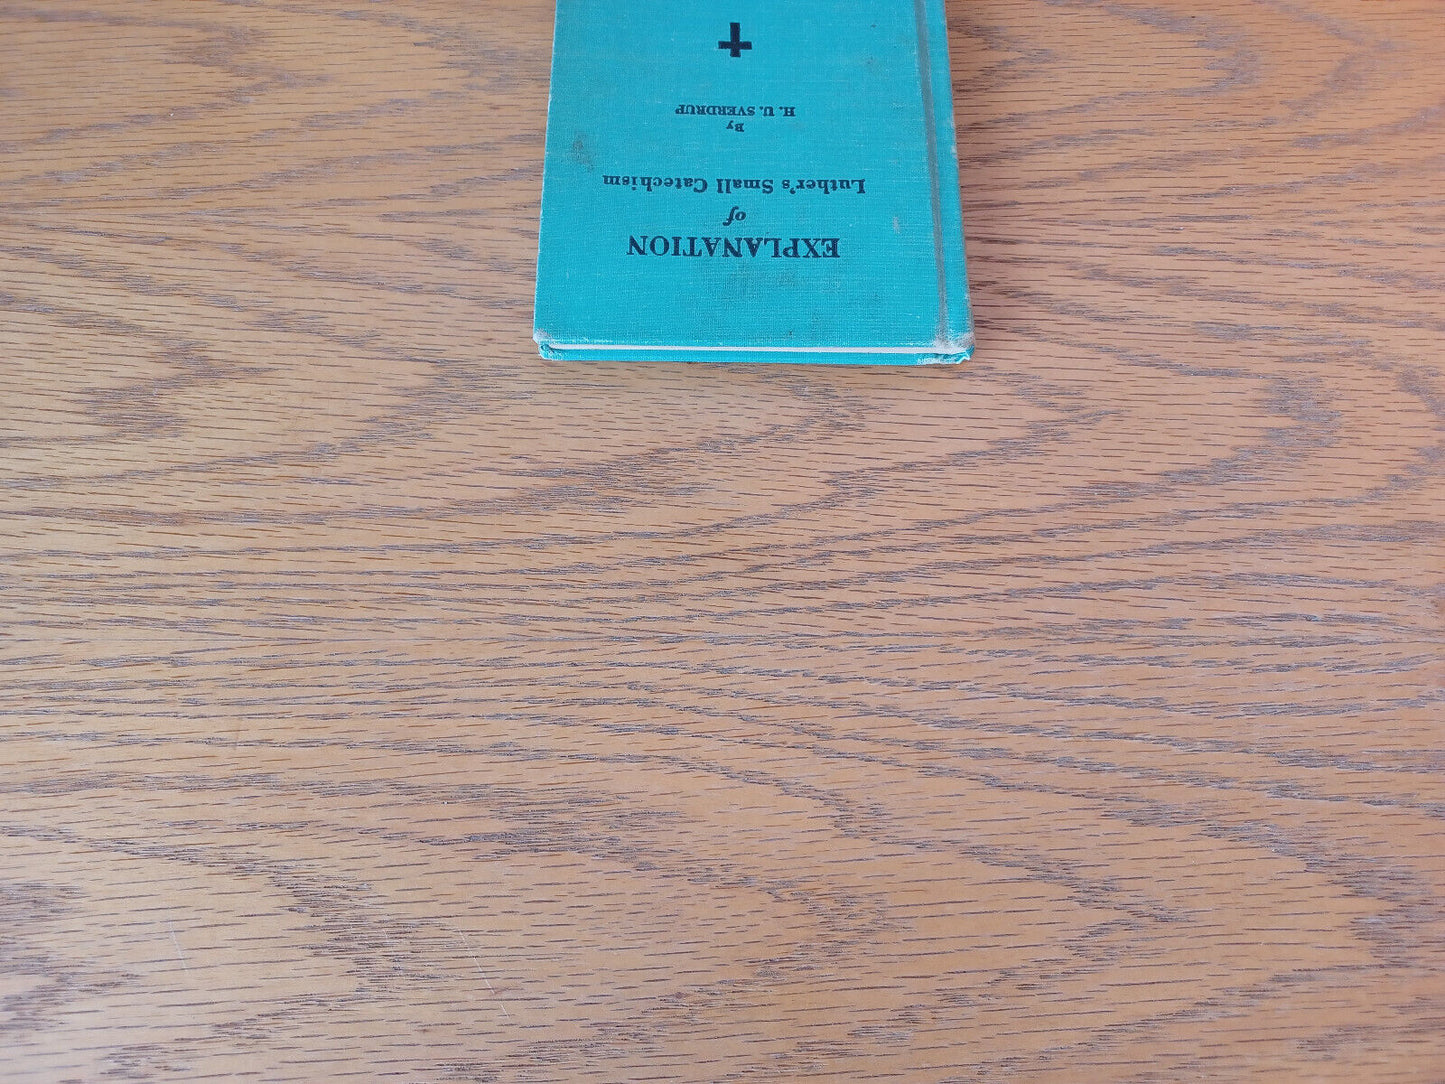 EXPLANATION
of
Luther's Small Catechism
By
H. U. SVERDRUP